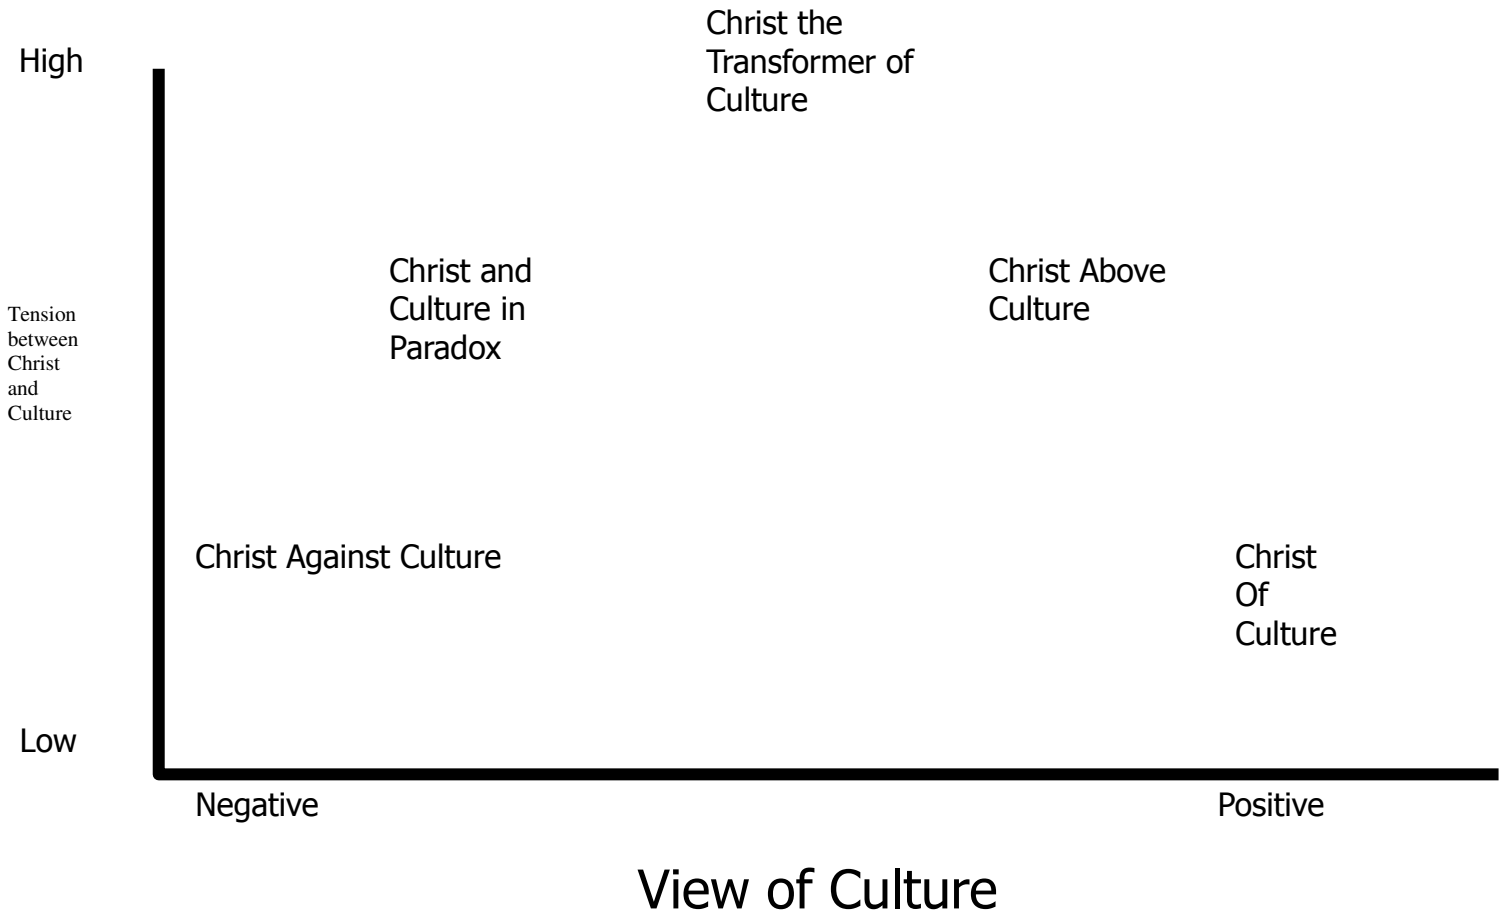 Christ the
Transformer of
Culture
High
Christ and
Culture in
Paradox
Christ Above
Culture
Tension
between
Christ
and
Culture
Christ Against Culture
Christ
Of
Culture
Low
Negative
Positive
View of Culture